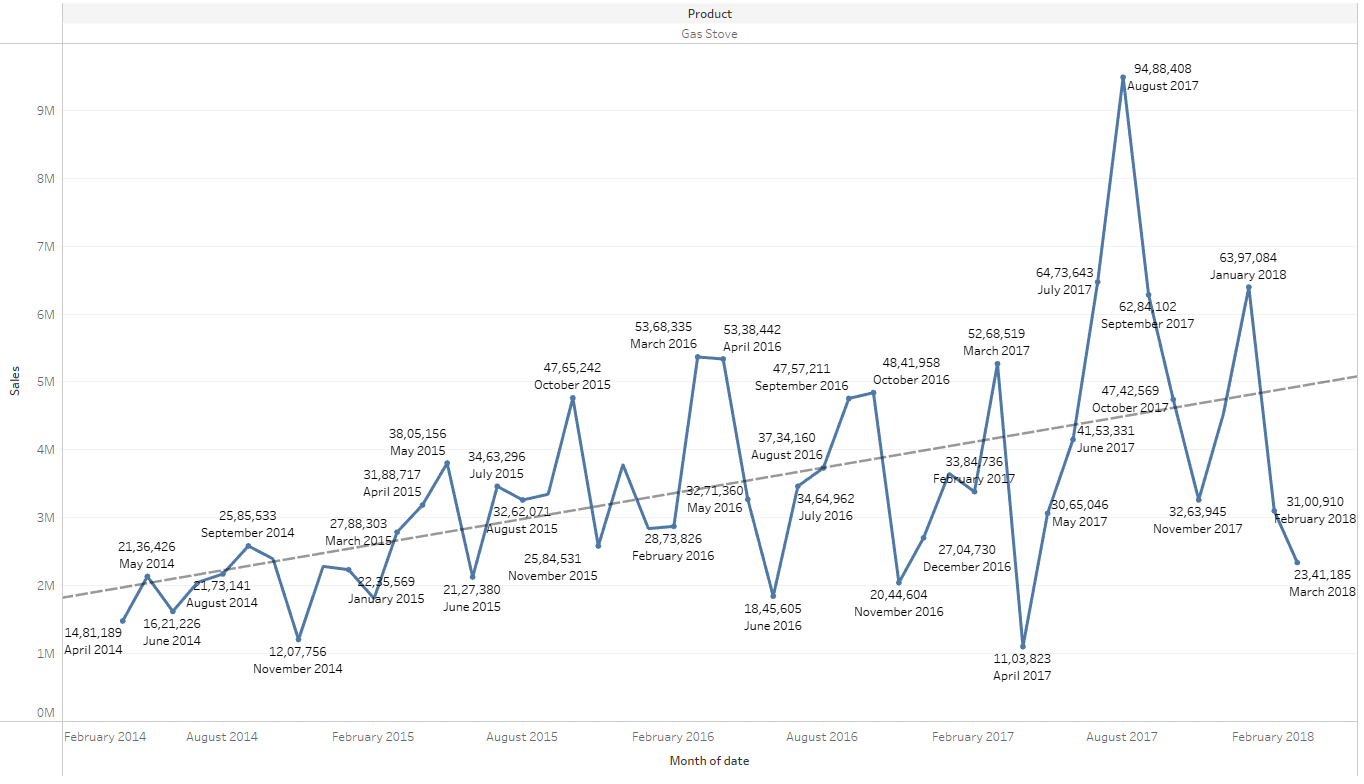 Product
Gas Stove
Sales
9M
8M
7M
6M
5M
4M
3M
2M
1M
0M
14,81,189
April 2014
21,36,426
May 2014
16,21,226
June 2014
21,73,141
August 2014
25,85,533
September 2014
12,07,756
November 2014
22,35,569
January 2015
27,88,303
March 2015
31,88,717
April 2015
38,05,156
May 2015
21,27,380
June 2015
34,63,296
July 2015
32,62,071
August 2015
47,65,242
October 2015
25,84,531
November 2015
28,73,826
February 2016
53,68,335
March 2016
53,38,442
April 2016
32,71,360
May 2016
18,45,605
June 2016
34,64,962
July 2016
37,34,160
August 2016
47,57,211
September 2016
48,41,958
October 2016
20,44,604
November 2016
27,04,730
December 2016
33,84,736
February 2017
52,68,519
March 2017
11,03,823
April 2017
30,65,046
May 2017
41,53,331
June 2017
64,73,643
July 2017
94,88,408
August 2017
62,84,102
September 2017
47,42,569
October 2017
32,63,945
November 2017
63,97,084
January 2018
31,00,910
February 2018
23,41,185
March 2018
February 2014
August 2014
February 2015
August 2015
February 2016
August 2016
February 2017
August 2017
February 2018
Month of date